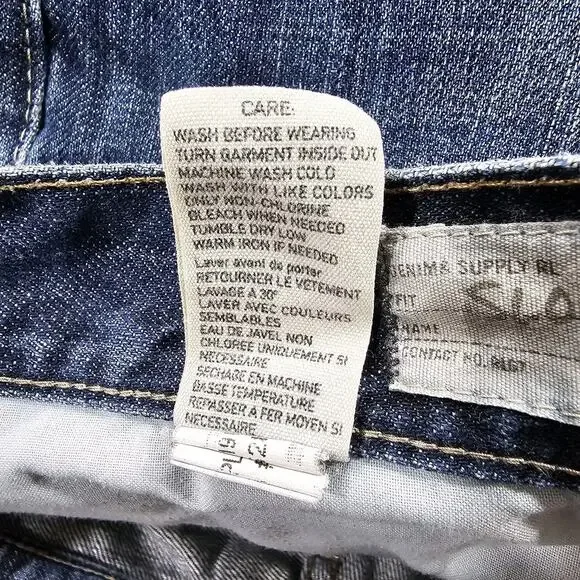 CARE:
WASH BEFORE WEARING
TURN GARMENT INSIDE OUT
MACHINE WASH COLD
WASH WITH LIKE COLORS
ONLY NON-CHLORINE
BLEACH WHEN NEEDED
TUMBLE DRY LOW
WARM IRON IF NEEDED
Laver avant de porter
RETOURNER LE VETEMENT
LAVAGE A 30°
LAVER AVEC COULEURS
SEMBLABLES
EAU DE JAVEL NON
CHLOREE UNIQUEMENT SI
NECESSAIRE
SECHAGE EN MACHINE
BASSE TEMPERATURE
REPASSER A FER MOYEN SI
NECESSAIRE
DENIM & SUPPLY RL
FIT
NAME
CONTACT NO.